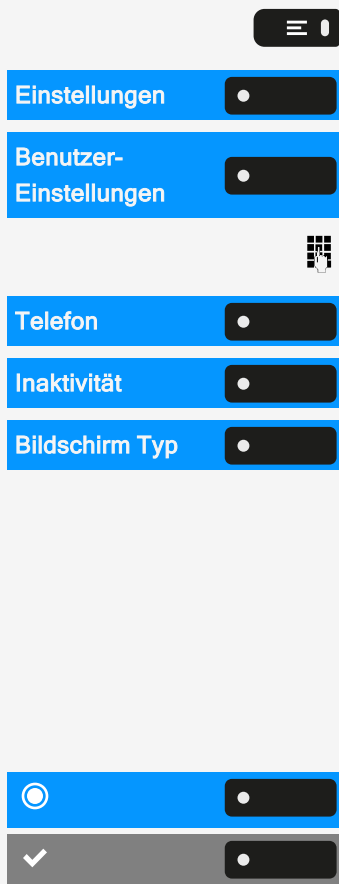 Einstellungen
Benutzer-
Einstellungen
Telefon
Inaktivität
Bildschirm Typ